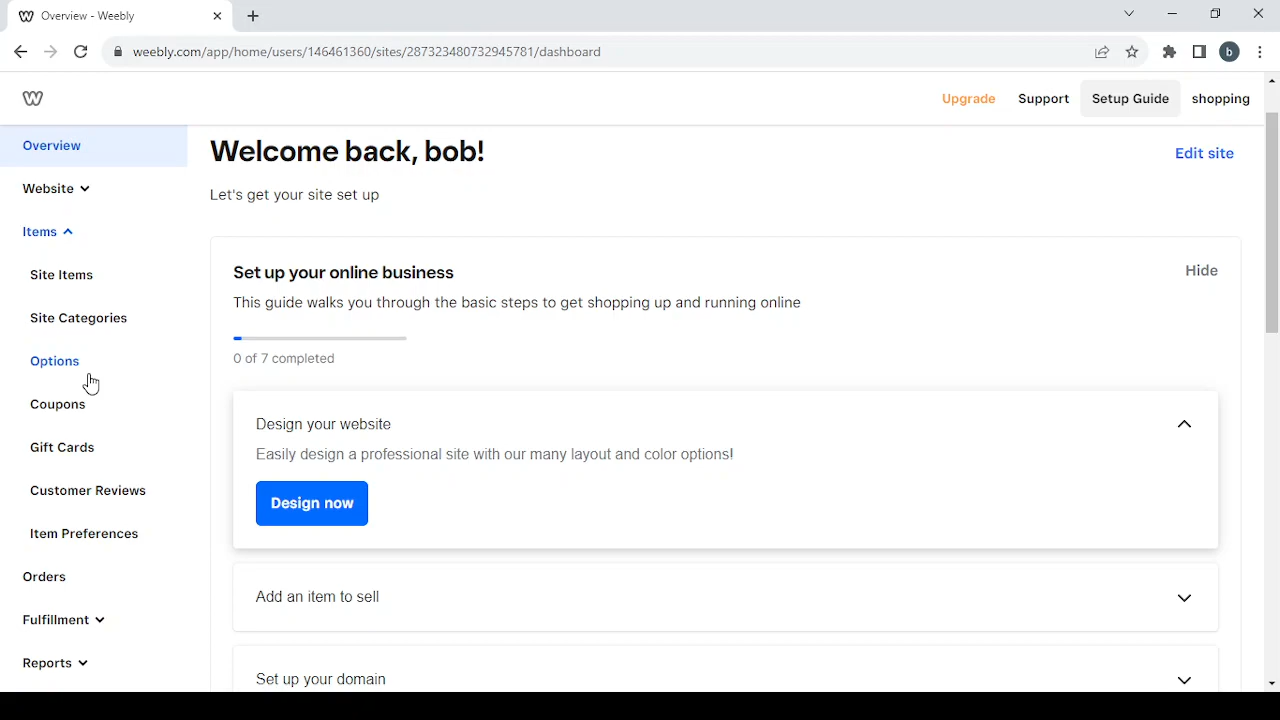 Overview - Weebly
weebly.com/app/home/users/146461360/sites/287323480732945781/dashboard
b
Upgrade Support Setup Guide shopping
Overview
Website
Items
Site Items
Site Categories
Options
Coupons
Gift Cards
Customer Reviews
Item Preferences
Orders
Fulfillment
Reports
Welcome back, bob!
Edit site
Let's get your site set up
Set up your online business
Hide
This guide walks you through the basic steps to get shopping up and running online
0 of 7 completed
Design your website
Easily design a professional site with our many layout and color options!
Design now
Add an item to sell
Set up your domain